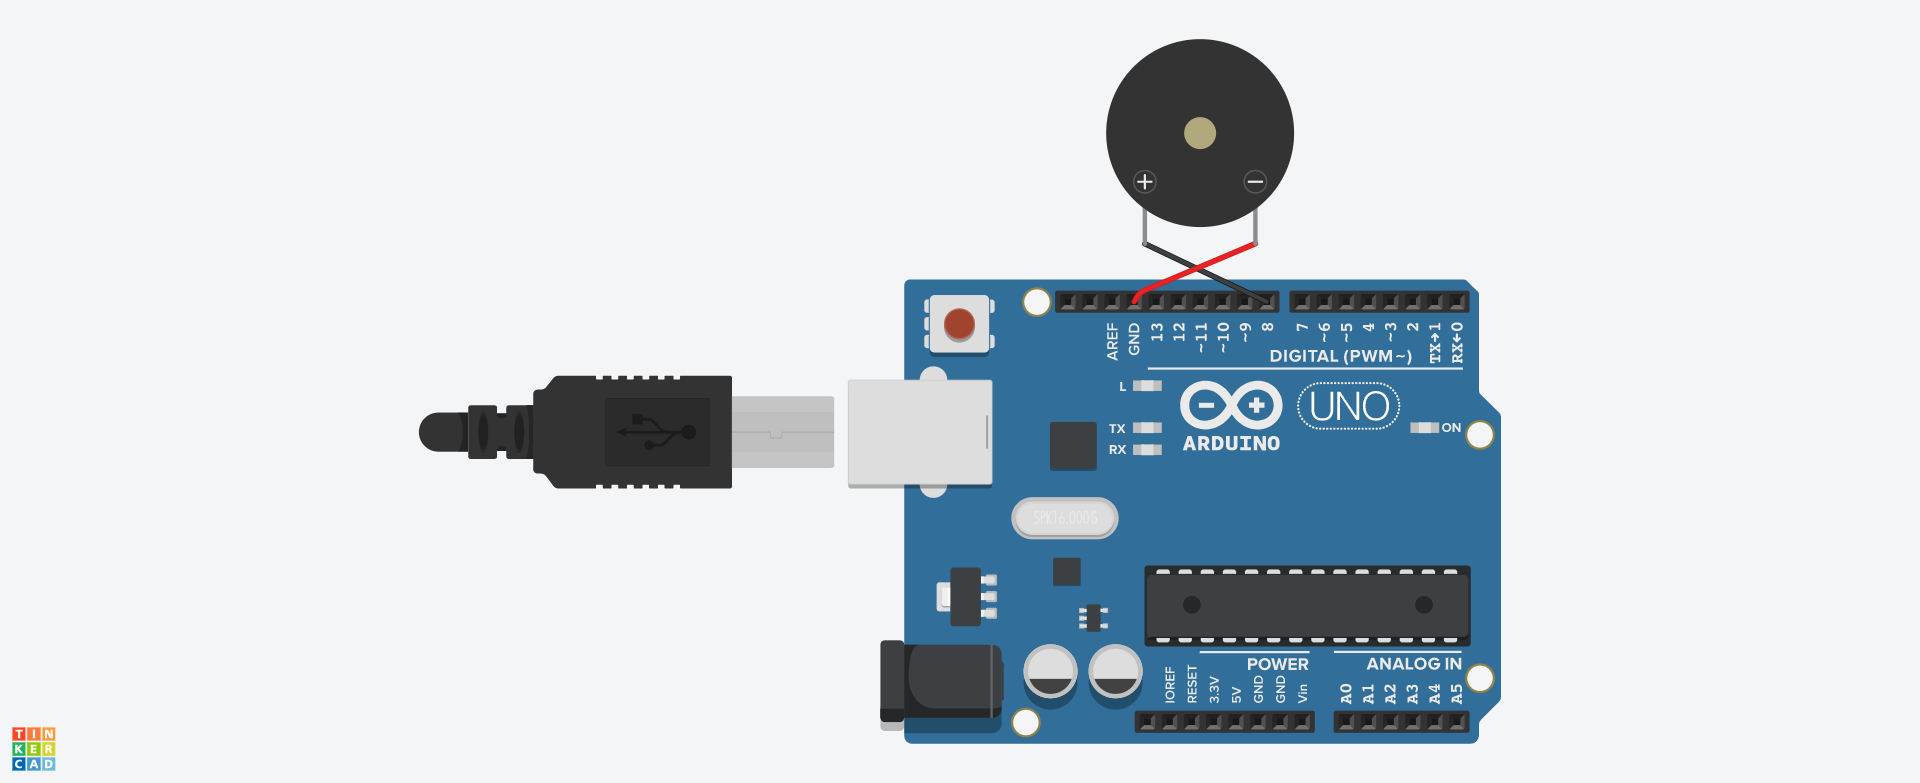 + −
AREF GND 13 12 ~11 ~10 ~9 8 7 ~6 ~5 4 ~3 2 TX→1 RX←0
DIGITAL (PWM~)
L
TX
RX
ARDUINO
UNO
ON
SPK16.000G
POWER
ANALOG IN
IOREF RESET 3.3V 5V GND GND Vin A0 A1 A2 A3 A4 A5
TIN
KER
CAD